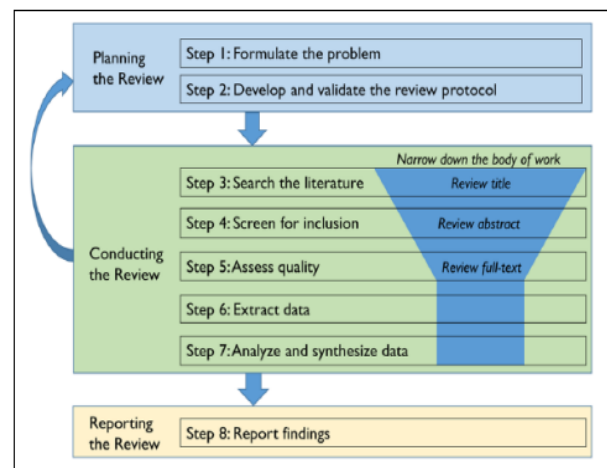 Planning
the Review
Step 1: Formulate the problem
Step 2: Develop and validate the review protocol
Narrow down the body of work
Conducting
the Review
Step 3: Search the literature
Review title
Step 4: Screen for inclusion
Review abstract
Step 5: Assess quality
Review full-text
Step 6: Extract data
Step 7: Analyze and synthesize data
Reporting
the Review
Step 8: Report findings